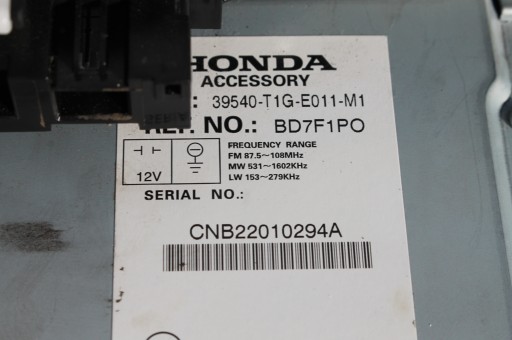 HONDA
ACCESSORY
: 39540-T1G-E011-M1
REF. NO.: BD7F1PO
FREQUENCY RANGE
FM 87.5~108MHz
MW 531~1602KHz
LW 153~279KHz
12V
SERIAL NO.:
CNB22010294A